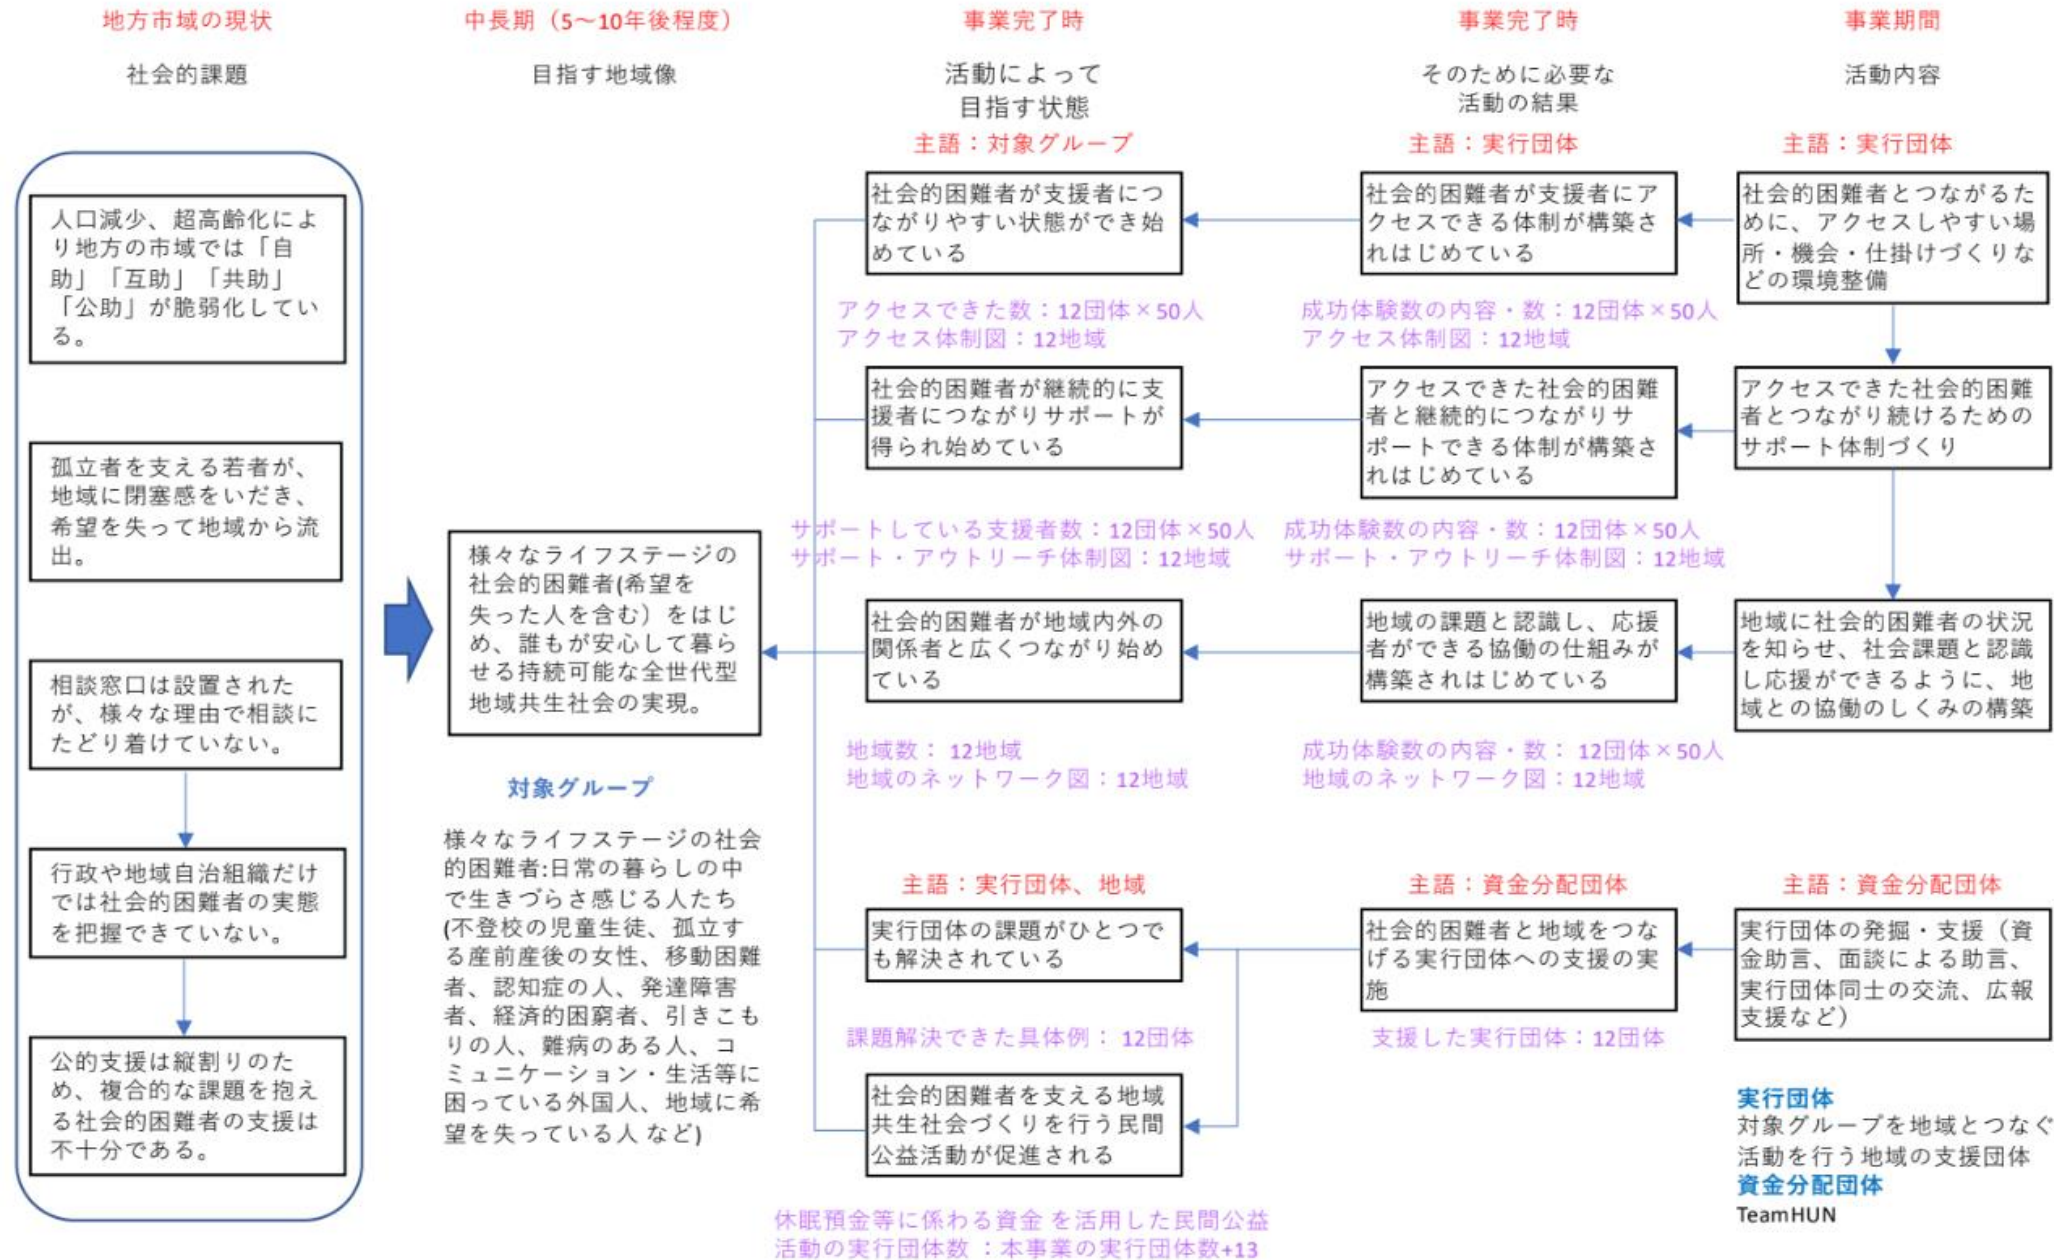 地方市域の現状
社会的課題
人口減少、超高齢化によ
り地方の市域では「自
助」「互助」「共助」
「公助」が脆弱化してい
る。
孤立者を支える若者が、
地域に閉塞感をいだき、
希望を失って地域から流
出。
相談窓口は設置された
が、様々な理由で相談に
たどり着けていない。
行政や地域自治組織だけ
では社会的困難者の実態
を把握できていない。
公的支援は縦割りのた
め、複合的な課題を抱え
る社会的困難者の支援は
不十分である。
中長期（5～10年後程度）
目指す地域像
様々なライフステージの
社会的困難者(希望を
失った人を含む）をはじ
め、誰もが安心して暮ら
せる持続可能な全世代型
地域共生社会の実現。
対象グループ
様々なライフステージの社会
的困難者:日常の暮らしの中
で生きづらさ感じる人たち
(不登校の児童生徒、孤立す
る産前産後の女性、移動困難
者、認知症の人、発達障害
者、経済的困窮者、引きこも
りの人、難病のある人、コ
ミュニケーション・生活等に
困っている外国人、地域に希
望を失っている人 など)
事業完了時
活動によって
目指す状態
主語：対象グループ
社会的困難者が支援者につ
ながりやすい状態ができ始
めている
アクセスできた数：12団体×50人
アクセス体制図：12地域
社会的困難者が継続的に支
援者につながりサポートが
得られ始めている
サポートしている支援者数：12団体×50人
サポート・アウトリーチ体制図：12地域
社会的困難者が地域内外の
関係者と広くつながり始め
ている
地域数： 12地域
地域のネットワーク図：12地域
主語：実行団体、地域
実行団体の課題がひとつで
も解決されている
課題解決できた具体例： 12団体
社会的困難者を支える地域
共生社会づくりを行う民間
公益活動が促進される
休眠預金等に係わる資金 を活用した民間公益
活動の実行団体数 ：本事業の実行団体数+13
事業完了時
そのために必要な
活動の結果
主語：実行団体
社会的困難者が支援者にア
クセスできる体制が構築さ
れはじめている
成功体験数の内容・数：12団体×50人
アクセス体制図：12地域
アクセスできた社会的困難
者と継続的につながりサ
ポートできる体制が構築さ
れはじめている
成功体験数の内容・数：12団体×50人
サポート・アウトリーチ体制図：12地域
地域の課題と認識し、応援
者ができる協働の仕組みが
構築されはじめている
成功体験数の内容・数： 12団体×50人
地域のネットワーク図：12地域
主語：資金分配団体
社会的困難者と地域をつな
げる実行団体への支援の実
施
支援した実行団体：12団体
事業期間
活動内容
主語：実行団体
社会的困難者とつながるた
めに、アクセスしやすい場
所・機会・仕掛けづくりな
どの環境整備
アクセスできた社会的困難
者とつながり続けるための
サポート体制づくり
地域に社会的困難者の状況
を知らせ、社会課題と認識
し応援ができるように、地
域との協働のしくみの構築
主語：資金分配団体
実行団体の発掘・支援（資
金助言、面談による助言、
実行団体同士の交流、広報
支援など）
実行団体
対象グループを地域とつなぐ
活動を行う地域の支援団体
資金分配団体
TeamHUN